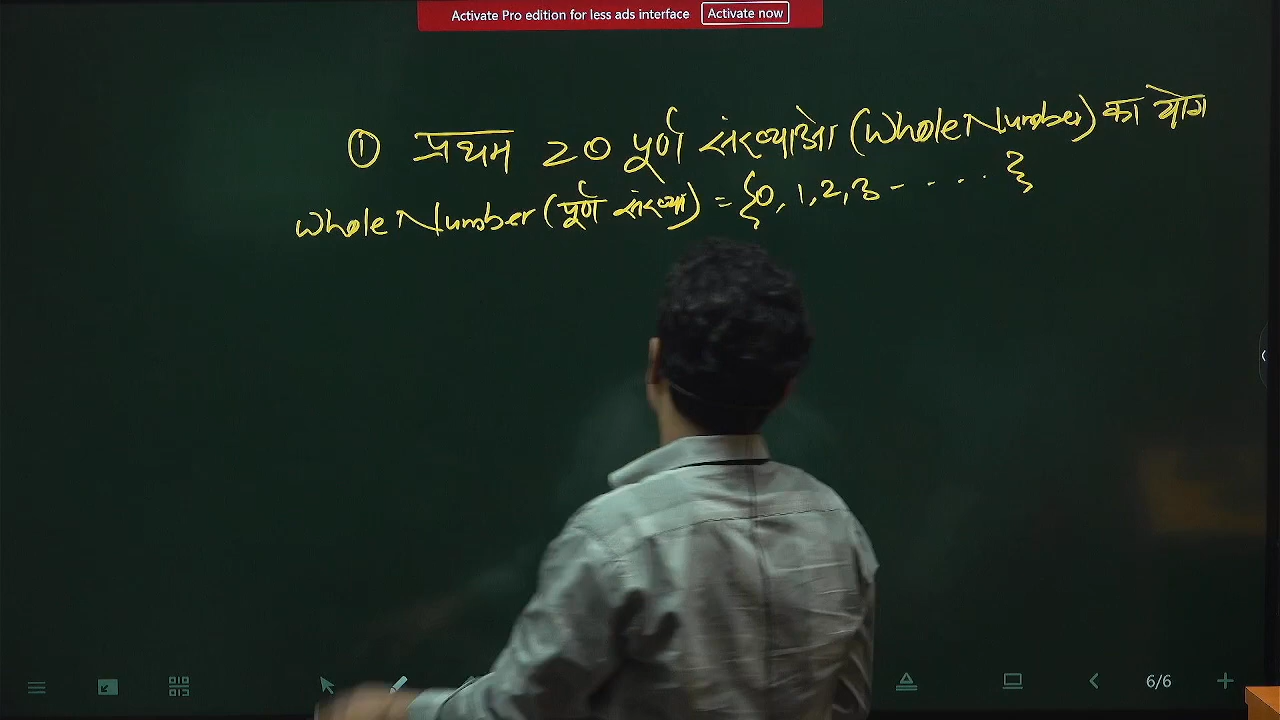 Activate Pro edition for less ads interface Activate now
① प्रथम 20 पूर्ण संख्याओ (Whole Number) का योग
Whole Number (पूर्ण संख्या) = {0, 1, 2, 3 - - . . . . }
6/6